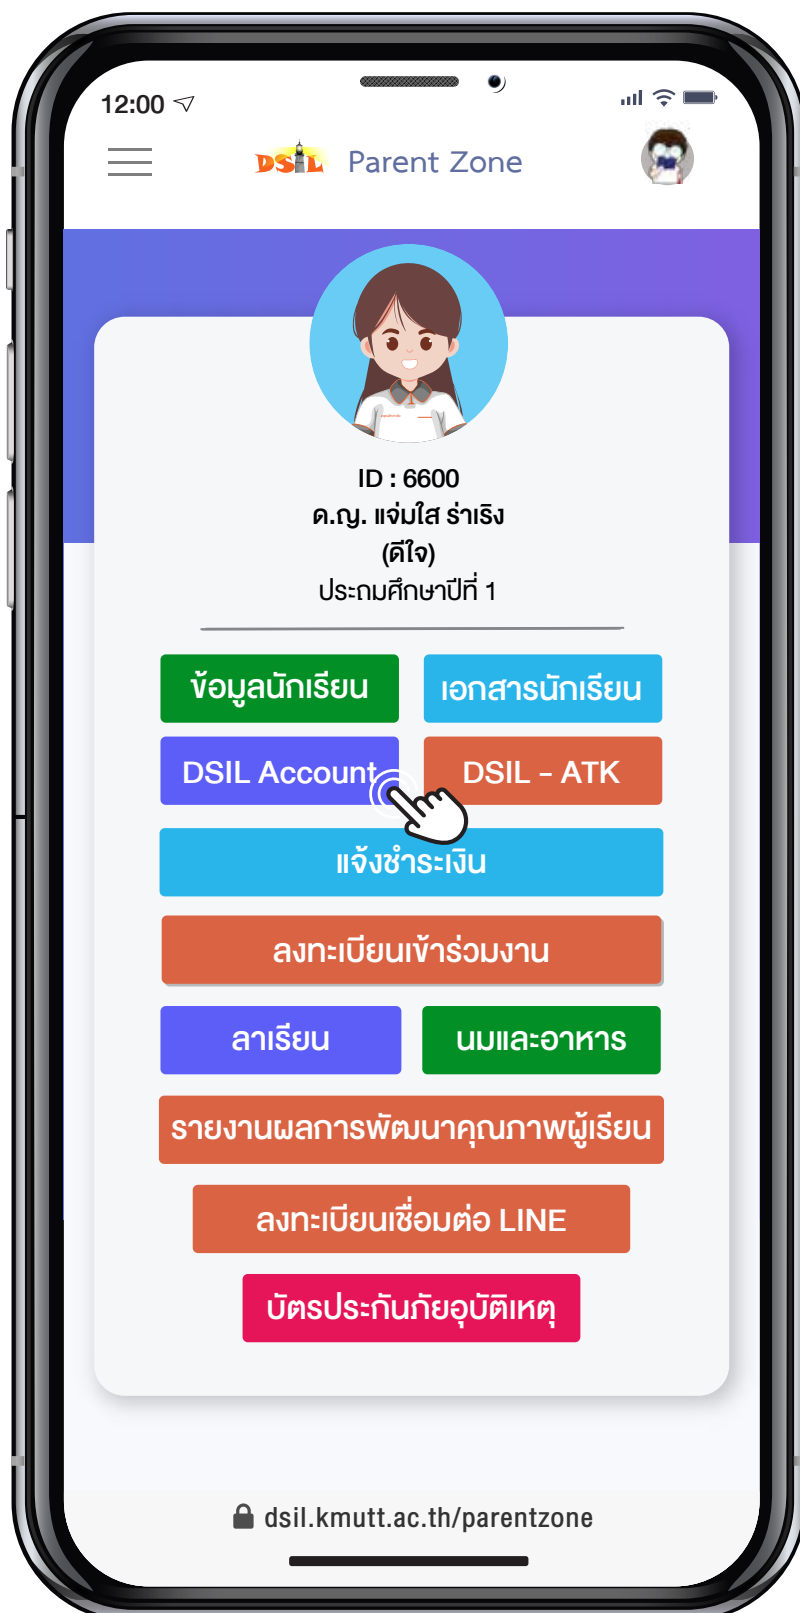 12:00
DSIL Parent Zone
ID : 6600
ด.ญ. แจ่มใส ร่าเริง
(ดีใจ)
ประถมศึกษาปีที่ 1
ข้อมูลนักเรียน เอกสารนักเรียน
DSIL Account DSIL - ATK
แจ้งชำระเงิน
ลงทะเบียนเข้าร่วมงาน
ลาเรียน นมและอาหาร
รายงานผลการพัฒนาคุณภาพผู้เรียน
ลงทะเบียนเชื่อมต่อ LINE
บัตรประกันภัยอุบัติเหตุ
dsil.kmutt.ac.th/parentzone